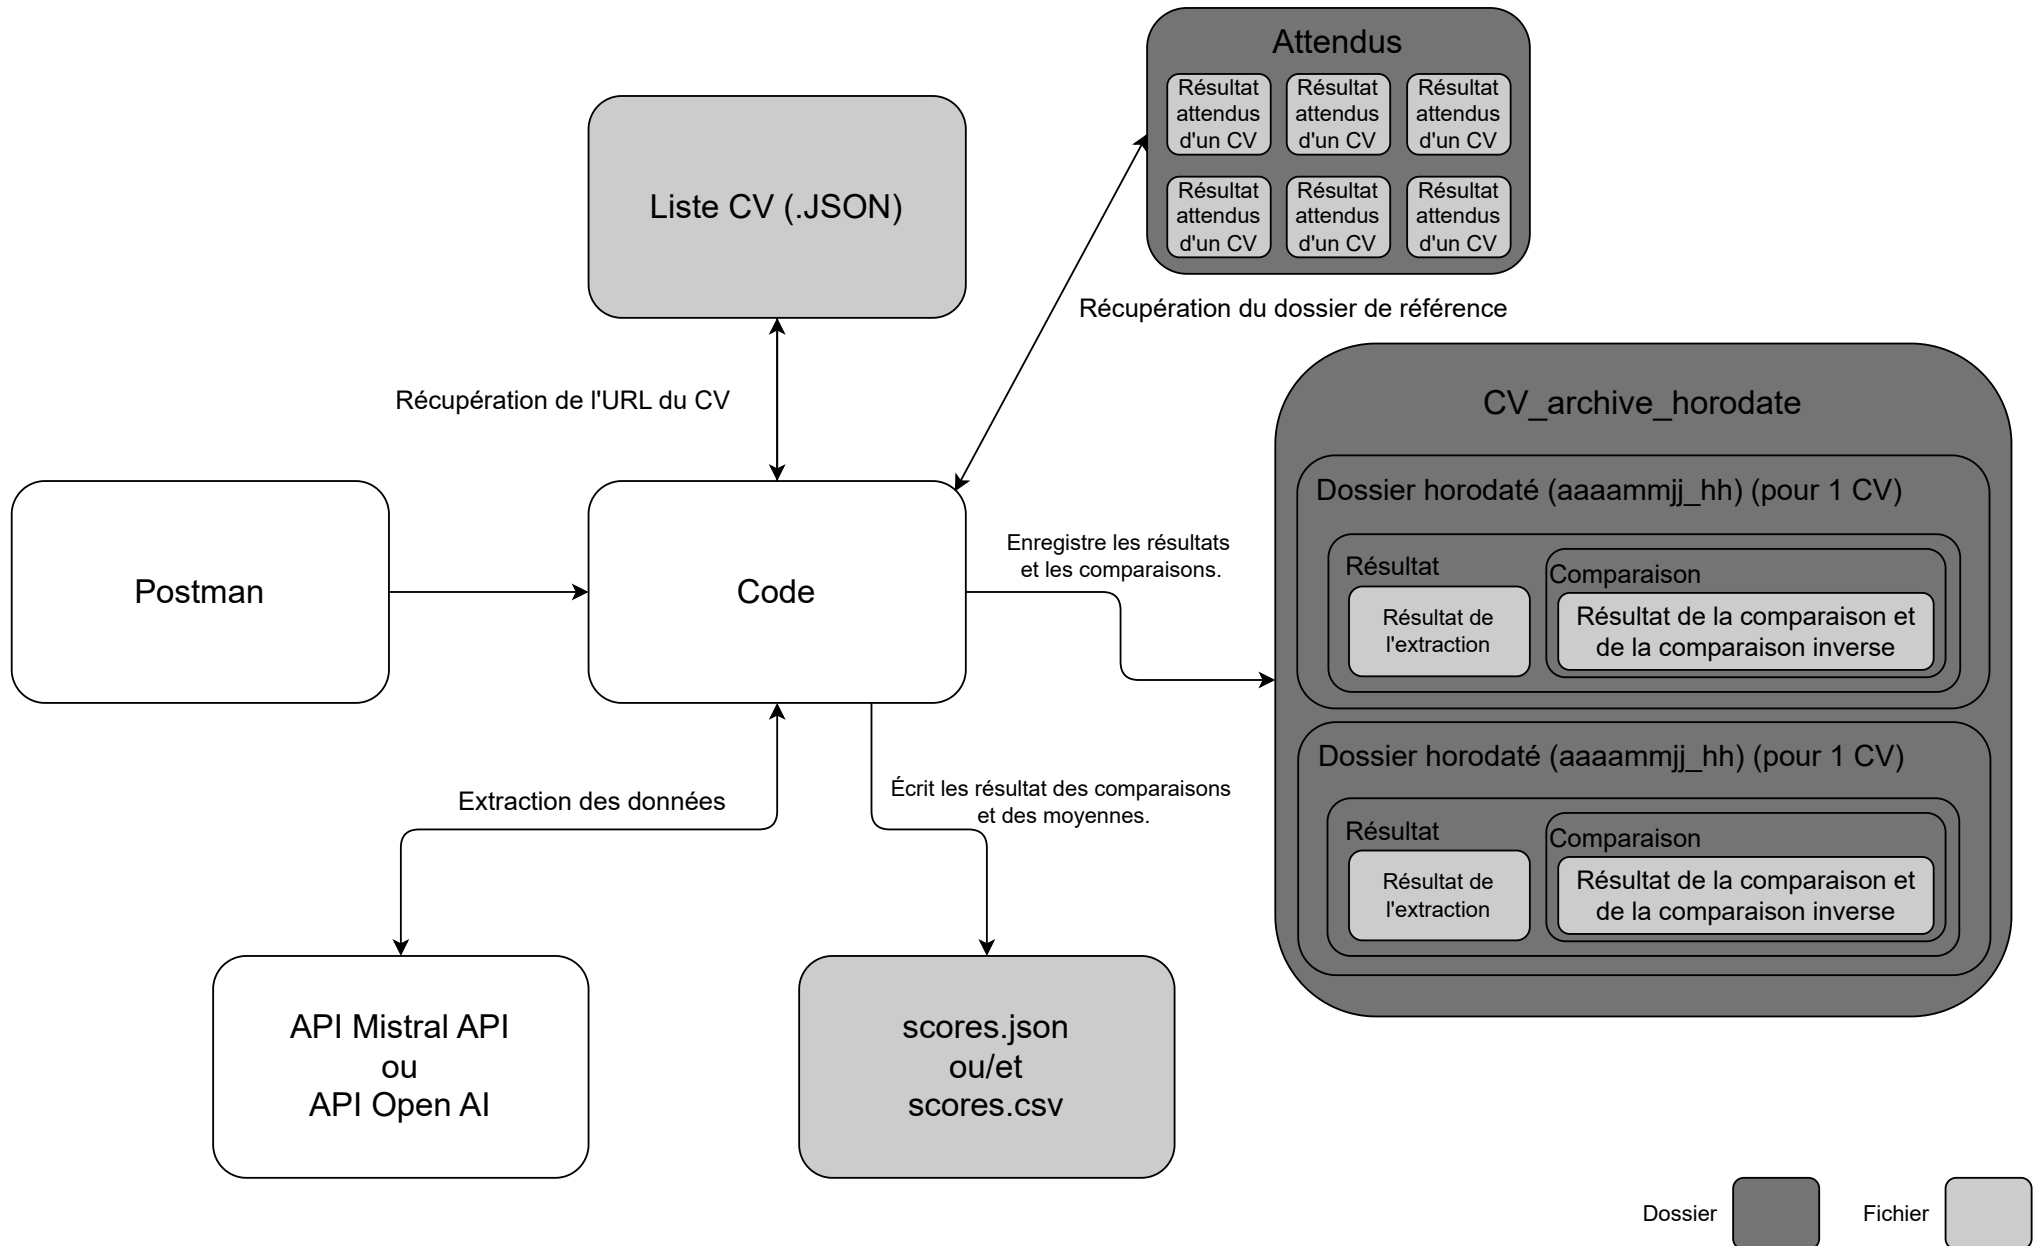 Attendus
Résultat
attendus
d'un CV
Résultat
attendus
d'un CV
Résultat
attendus
d'un CV
Résultat
attendus
d'un CV
Résultat
attendus
d'un CV
Résultat
attendus
d'un CV
Liste CV (.JSON)
Récupération du dossier de référence
Récupération de l'URL du CV
CV_archive_horodate
Dossier horodaté (aaaammjj_hh) (pour 1 CV)
Résultat
Résultat de
l'extraction
Comparaison
Résultat de la comparaison et
de la comparaison inverse
Dossier horodaté (aaaammjj_hh) (pour 1 CV)
Résultat
Résultat de
l'extraction
Comparaison
Résultat de la comparaison et
de la comparaison inverse
Postman
Code
Enregistre les résultats
et les comparaisons.
Extraction des données
Écrit les résultat des comparaisons
et des moyennes.
API Mistral API
ou
API Open AI
scores.json
ou/et
scores.csv
Dossier
Fichier